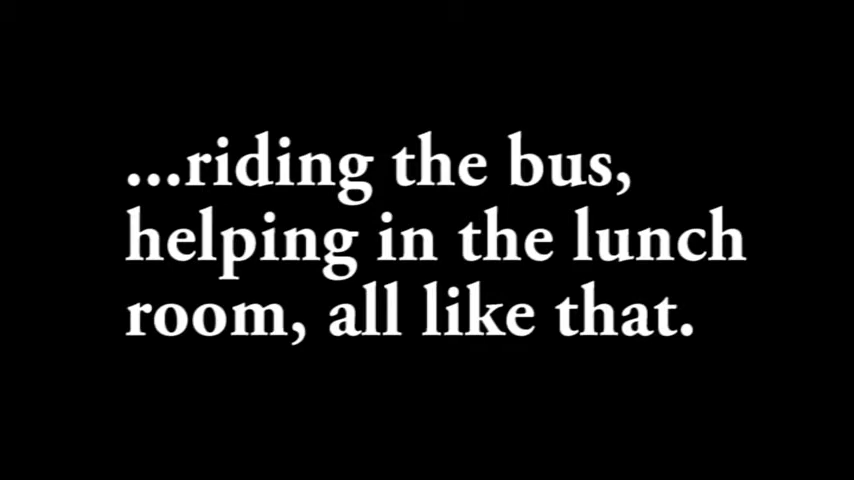 ...riding the bus,
helping in the lunch
room, all like that.